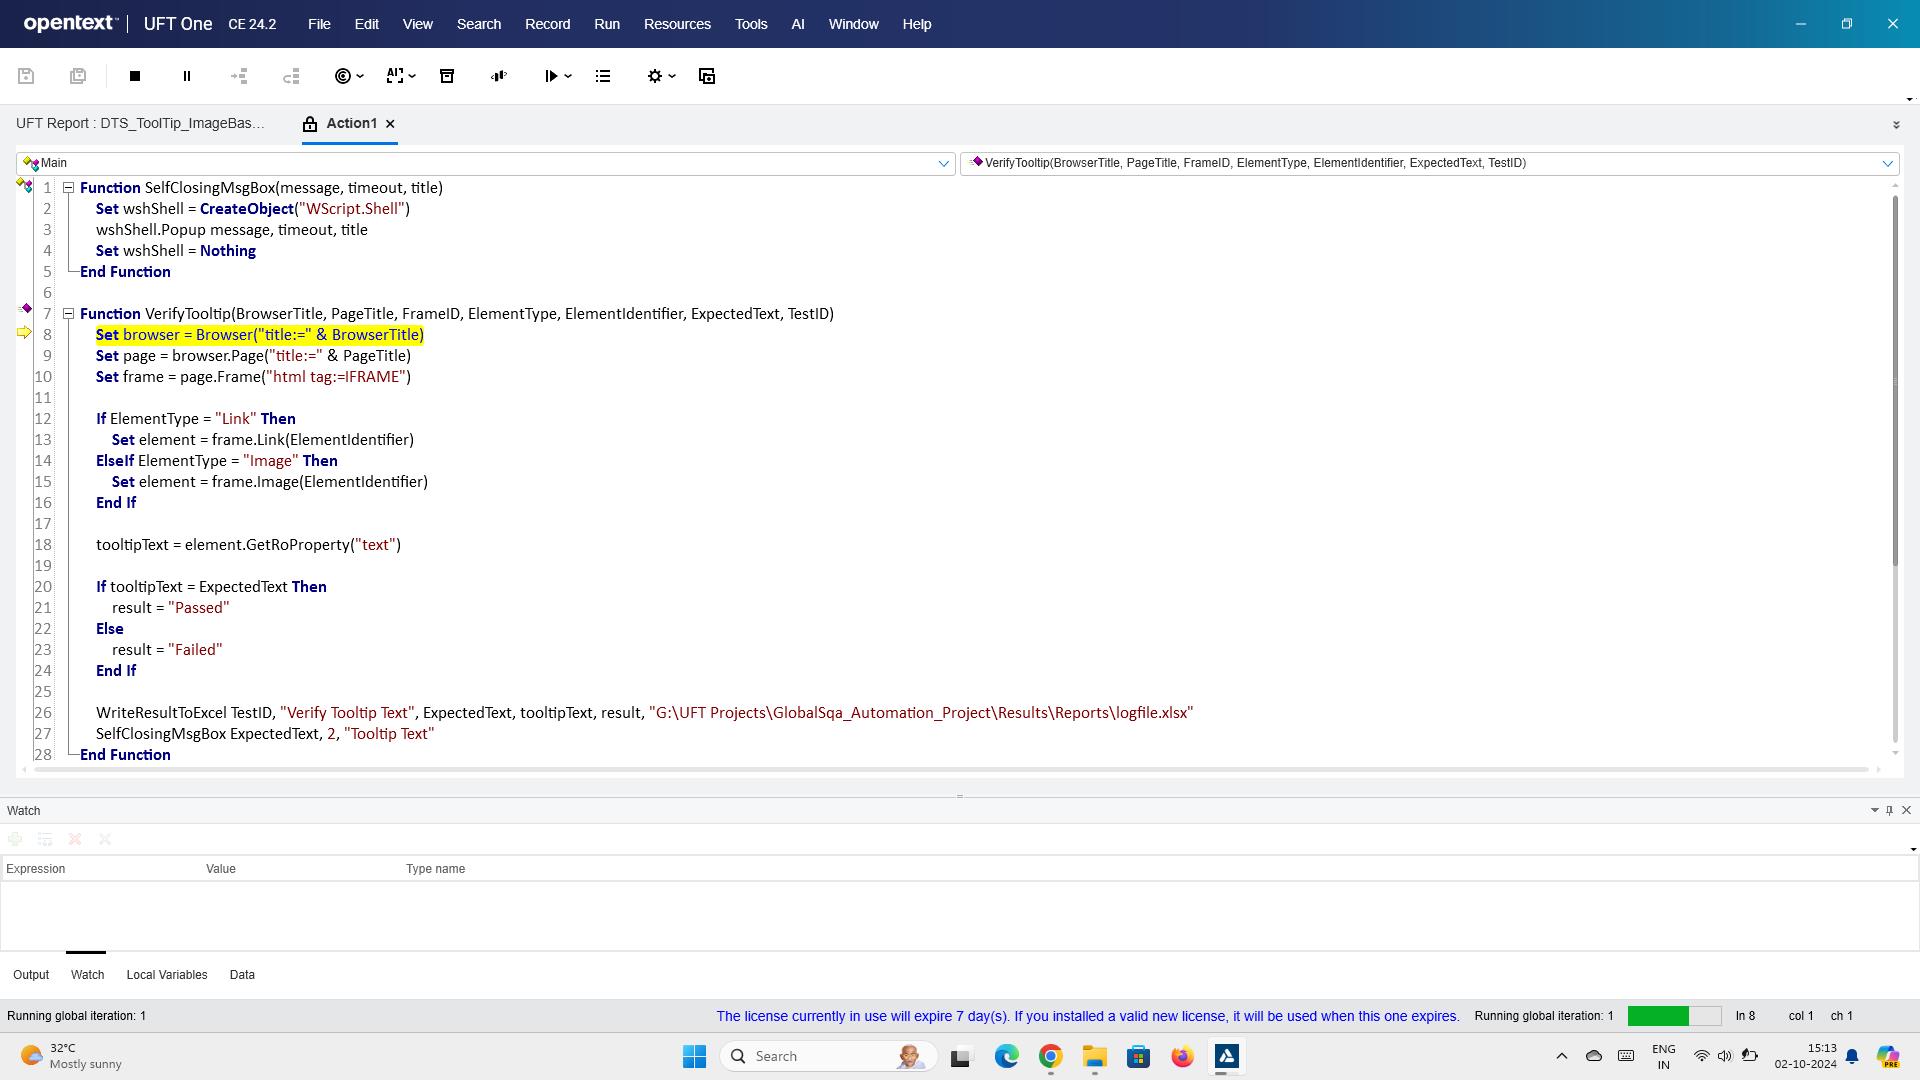 opentext™ | UFT One CE 24.2 File Edit View Search Record Run Resources Tools AI Window Help
UFT Report : DTS_ToolTip_ImageBas... Action1
Main VerifyTooltip(BrowserTitle, PageTitle, FrameID, ElementType, ElementIdentifier, ExpectedText, TestID)
1 Function SelfClosingMsgBox(message, timeout, title)
2 Set wshShell = CreateObject("WScript.Shell")
3 wshShell.Popup message, timeout, title
4 Set wshShell = Nothing
5 End Function
6
7 Function VerifyTooltip(BrowserTitle, PageTitle, FrameID, ElementType, ElementIdentifier, ExpectedText, TestID)
8 Set browser = Browser("title:=" & BrowserTitle)
9 Set page = browser.Page("title:=" & PageTitle)
10 Set frame = page.Frame("html tag:=IFRAME")
11
12 If ElementType = "Link" Then
13 Set element = frame.Link(ElementIdentifier)
14 ElseIf ElementType = "Image" Then
15 Set element = frame.Image(ElementIdentifier)
16 End If
17
18 tooltipText = element.GetRoProperty("text")
19
20 If tooltipText = ExpectedText Then
21 result = "Passed"
22 Else
23 result = "Failed"
24 End If
25
26 WriteResultToExcel TestID, "Verify Tooltip Text", ExpectedText, tooltipText, result, "G:\UFT Projects\GlobalSqa_Automation_Project\Results\Reports\logfile.xlsx"
27 SelfClosingMsgBox ExpectedText, 2, "Tooltip Text"
28 End Function
Watch
Expression Value Type name
Output Watch Local Variables Data
Running global iteration: 1 The license currently in use will expire 7 day(s). If you installed a valid new license, it will be used when this one expires. Running global iteration: 1 ln 8 col 1 ch 1
32°C
Mostly sunny
Search
ENG
IN
15:13
02-10-2024
PRE